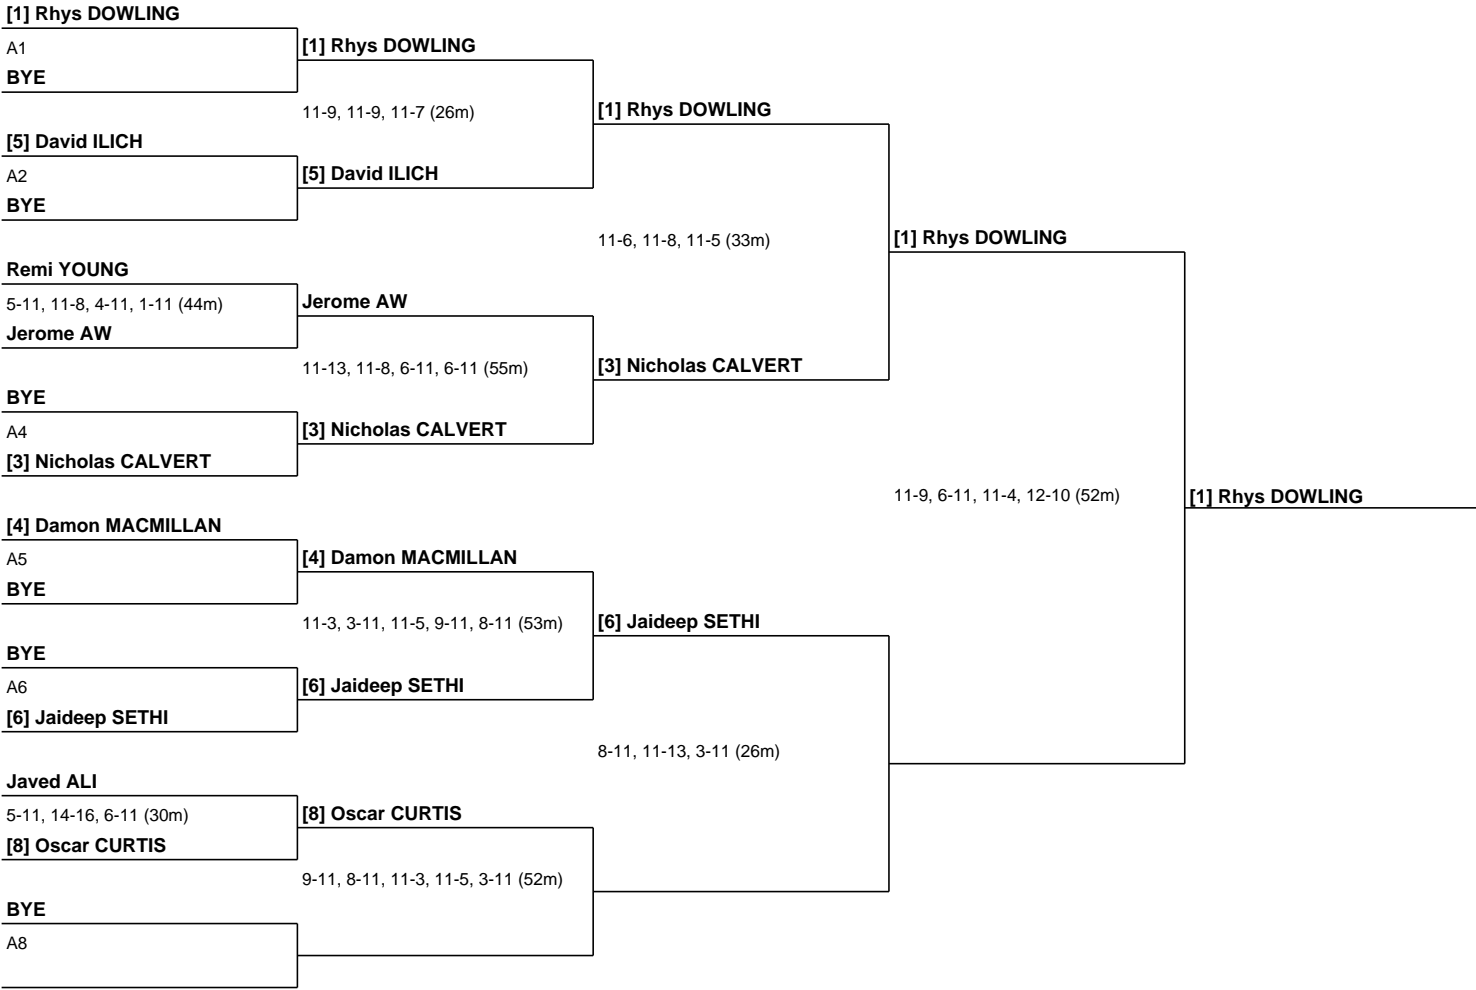 [1] Rhys DOWLING
A1
BYE
[5] David ILICH
A2
BYE
Remi YOUNG
5-11, 11-8, 4-11, 1-11 (44m)
Jerome AW
BYE
A4
[3] Nicholas CALVERT
[4] Damon MACMILLAN
A5
BYE
BYE
A6
[6] Jaideep SETHI
Javed ALI
5-11, 14-16, 6-11 (30m)
[8] Oscar CURTIS
BYE
A8
[1] Rhys DOWLING
11-9, 11-9, 11-7 (26m)
[5] David ILICH
Jerome AW
11-13, 11-8, 6-11, 6-11 (55m)
[3] Nicholas CALVERT
[4] Damon MACMILLAN
11-3, 3-11, 11-5, 9-11, 8-11 (53m)
[6] Jaideep SETHI
[8] Oscar CURTIS
9-11, 8-11, 11-3, 11-5, 3-11 (52m)
[1] Rhys DOWLING
11-6, 11-8, 11-5 (33m)
[3] Nicholas CALVERT
[6] Jaideep SETHI
8-11, 11-13, 3-11 (26m)
[1] Rhys DOWLING
11-9, 6-11, 11-4, 12-10 (52m)
[1] Rhys DOWLING